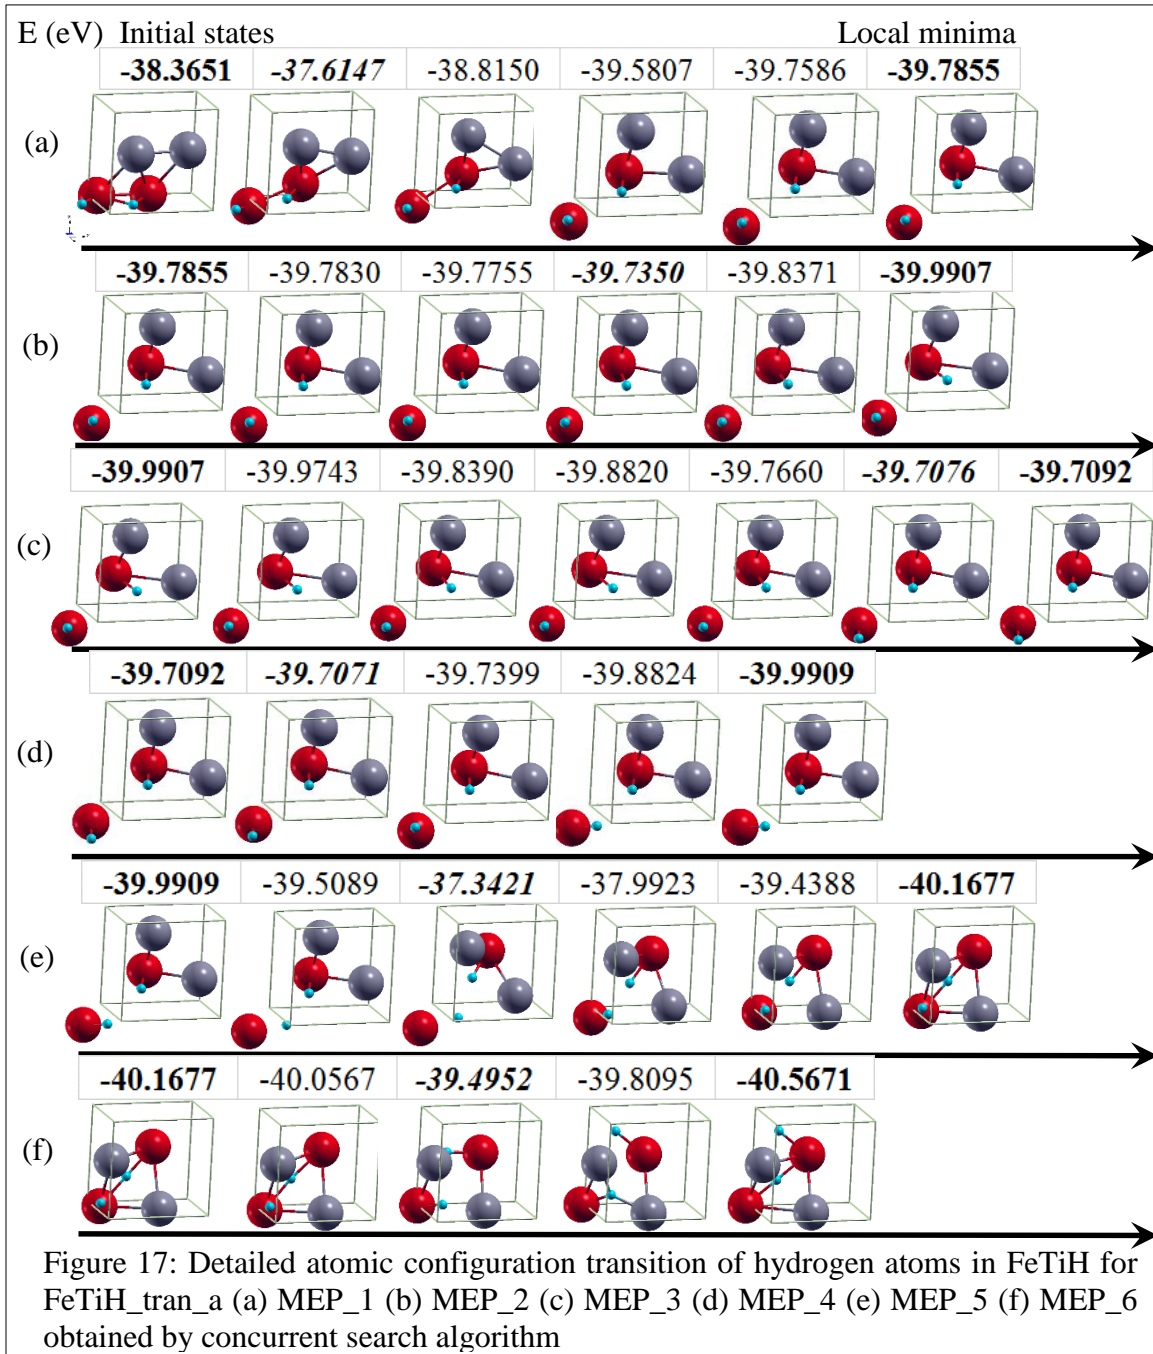 E (eV) Initial states Local minima
-38.3651 -37.6147 -38.8150 -39.5807 -39.7586 -39.7855
(a)
-39.7855 -39.7830 -39.7755 -39.7350 -39.8371 -39.9907
(b)
-39.9907 -39.9743 -39.8390 -39.8820 -39.7660 -39.7076 -39.7092
(c)
-39.7092 -39.7071 -39.7399 -39.8824 -39.9909
(d)
-39.9909 -39.5089 -37.3421 -37.9923 -39.4388 -40.1677
(e)
-40.1677 -40.0567 -39.4952 -39.8095 -40.5671
(f)
Figure 17: Detailed atomic configuration transition of hydrogen atoms in FeTiH for
FeTiH_tran_a (a) MEP_1 (b) MEP_2 (c) MEP_3 (d) MEP_4 (e) MEP_5 (f) MEP_6
obtained by concurrent search algorithm